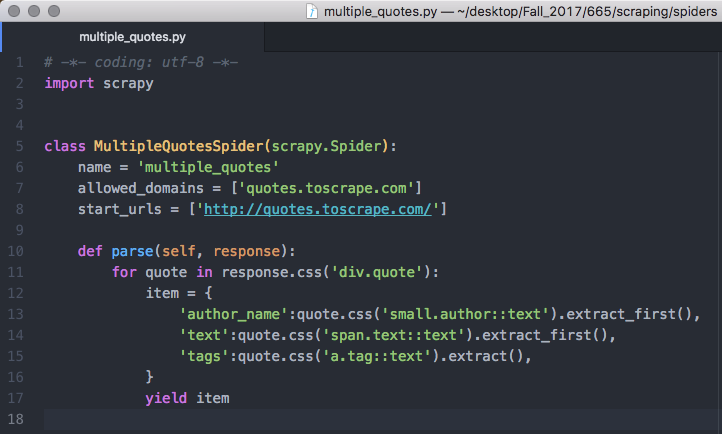 multiple_quotes.py — ~/desktop/Fall_2017/665/scraping/spiders
multiple_quotes.py
1 # -*- coding: utf-8 -*-
2 import scrapy
3
4
5 class MultipleQuotesSpider(scrapy.Spider):
6     name = 'multiple_quotes'
7     allowed_domains = ['quotes.toscrape.com']
8     start_urls = ['http://quotes.toscrape.com/']
9
10     def parse(self, response):
11         for quote in response.css('div.quote'):
12             item = {
13                 'author_name':quote.css('small.author::text').extract_first(),
14                 'text':quote.css('span.text::text').extract_first(),
15                 'tags':quote.css('a.tag::text').extract(),
16             }
17             yield item
18